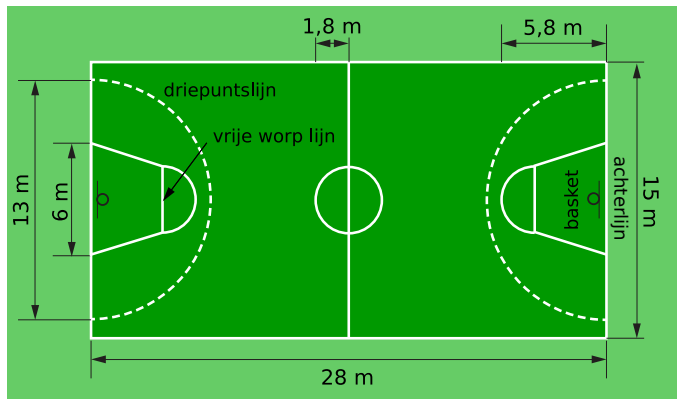 1,8 m
5,8 m
driepuntslijn
vrije worp lijn
13 m
6 m
basket
achterlijn
15 m
28 m